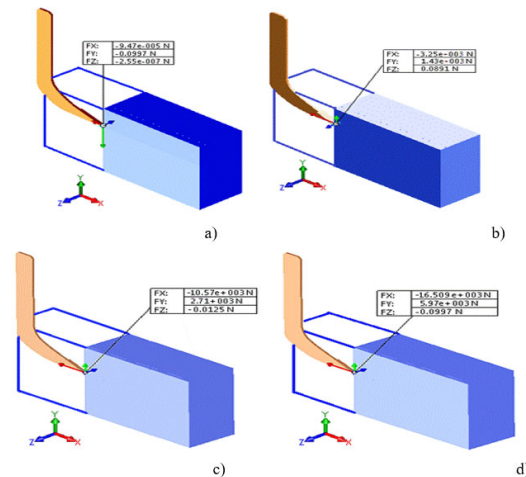 FX: -9.47e-005 N
FY: -0.0997 N
FZ: -2.55e-007 N
Y
Z
X
a)
FX: -3.25e-003 N
FY: 1.43e-003 N
FZ: 0.0891 N
Y
Z
X
b)
FX: -10.57e+003 N
FY: 2.71+003 N
FZ: -0.0125 N
Y
Z
X
c)
FX: -16.509e+003 N
FY: 5.97e+003 N
FZ: -0.0997 N
Y
Z
X
d)